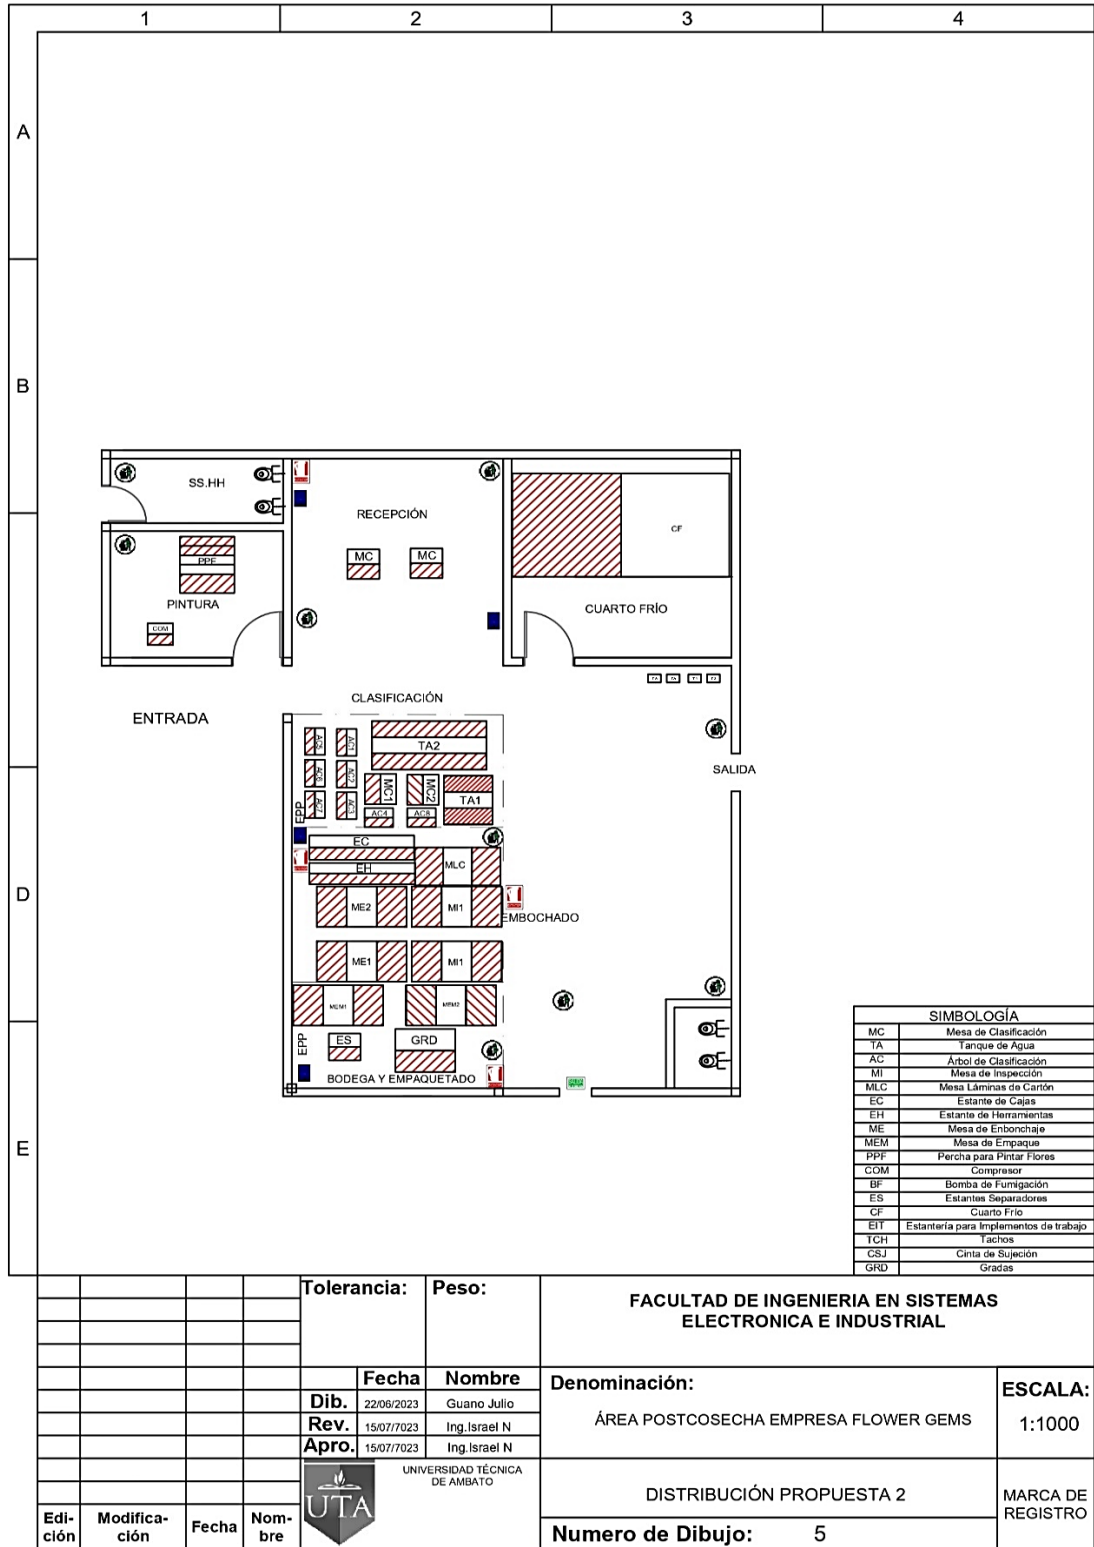 1 2 3 4
A
B
D
E
SS.HH
RECEPCIÓN
MC MC
CF
PPF
PINTURA
COM
CUARTO FRÍO
CLASIFICACIÓN
ENTRADA
SALIDA
AC5 AC1
TA2
AC6 AC2
MC1 MC2
TA1
AC7 AC3
AC4 AC8
EPP
EC
EH
MLC
ME2 MI1
EMBOCHADO
ME1 MI1
MEM1 MEM2
EPP
ES GRD
BODEGA Y EMPAQUETADO
SIMBOLOGÍA
MC Mesa de Clasificación
TA Tanque de Agua
AC Árbol de Clasificación
MI Mesa de Inspección
MLC Mesa Láminas de Cartón
EC Estante de Cajas
EH Estante de Herramientas
ME Mesa de Enbonchaje
MEM Mesa de Empaque
PPF Percha para Pintar Flores
COM Compresor
BF Bomba de Fumigación
ES Estantes Separadores
CF Cuarto Frío
EIT Estantería para Implementos de trabajo
TCH Tachos
CSJ Cinta de Sujeción
GRD Gradas
Tolerancia: Peso:
FACULTAD DE INGENIERIA EN SISTEMAS
ELECTRONICA E INDUSTRIAL
Fecha Nombre
Dib. 22/06/2023 Guano Julio
Rev. 15/07/7023 Ing.Israel N
Apro. 15/07/7023 Ing.Israel N
Denominación:
ÁREA POSTCOSECHA EMPRESA FLOWER GEMS
ESCALA:
1:1000
UTA
UNIVERSIDAD TÉCNICA
DE AMBATO
DISTRIBUCIÓN PROPUESTA 2
MARCA DE
REGISTRO
Edi-
ción
Modifica-
ción
Fecha
Nom-
bre
Numero de Dibujo: 5